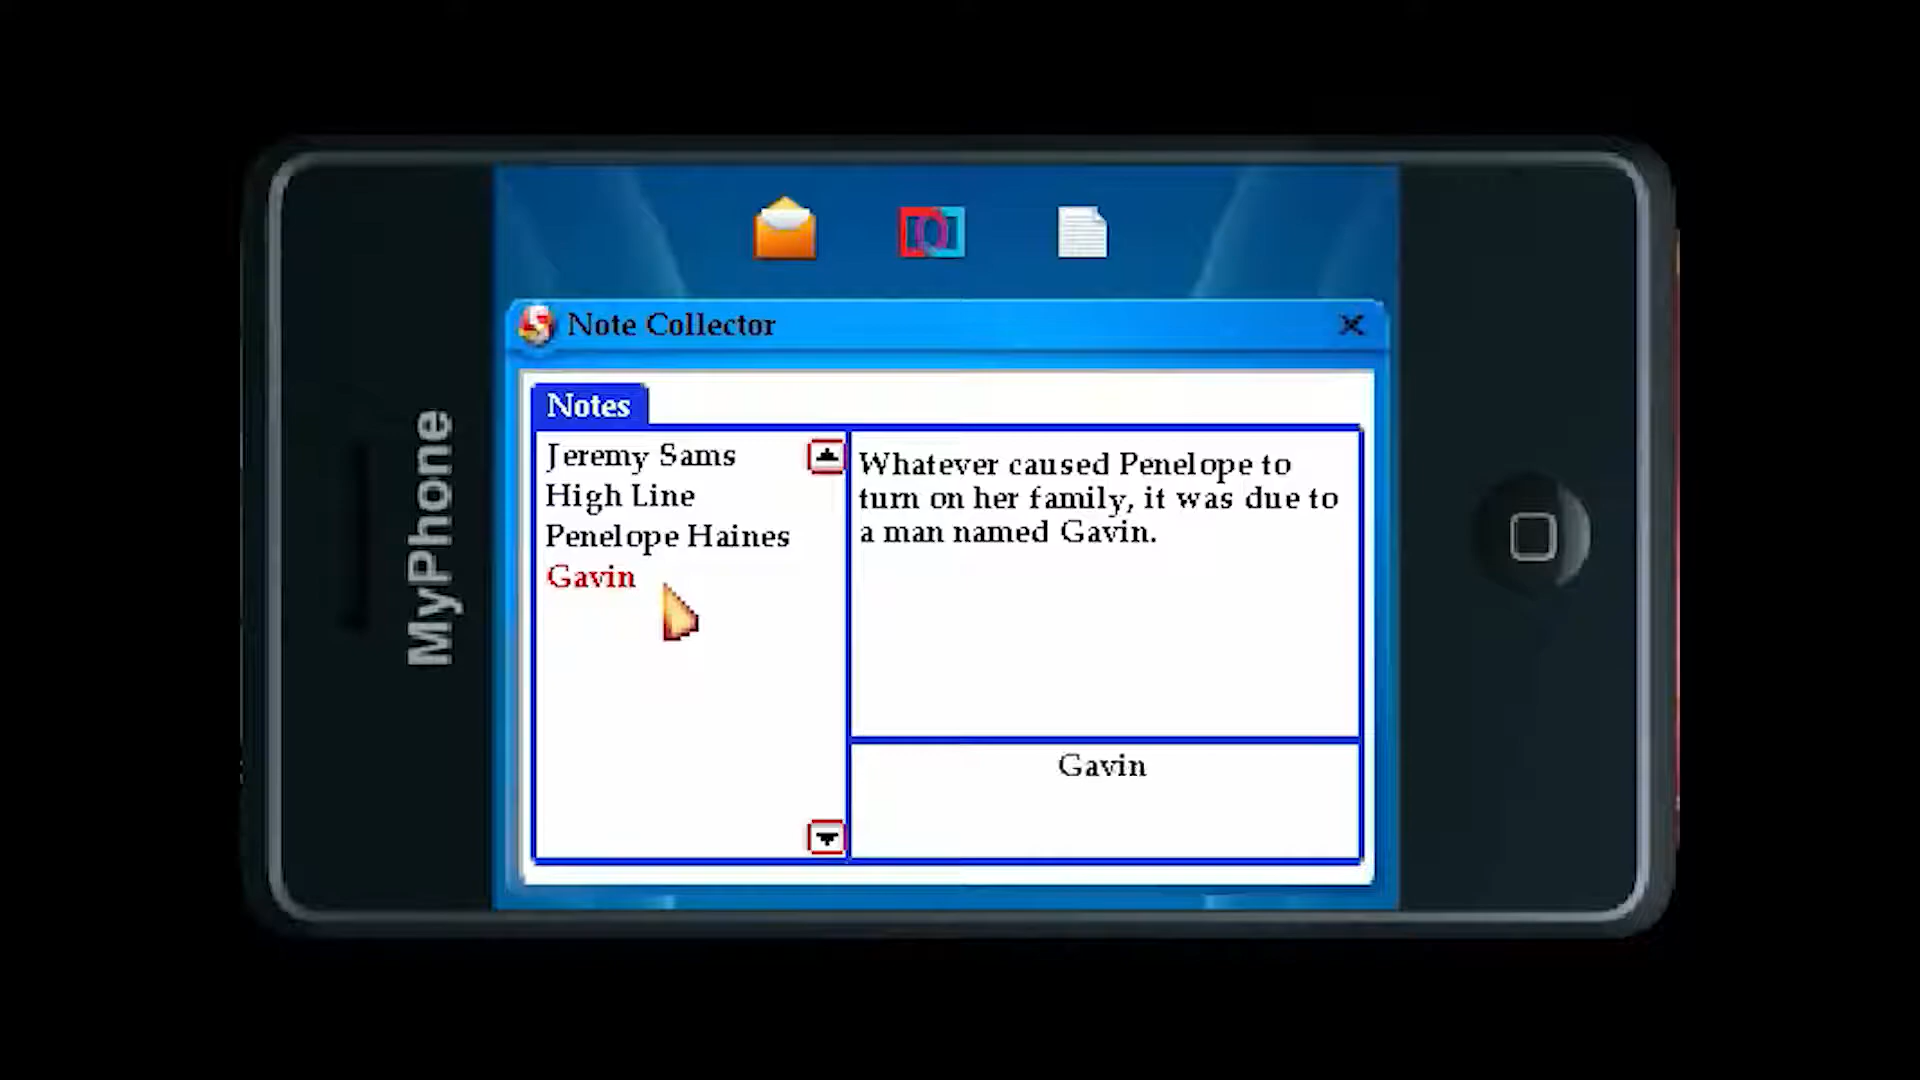 MyPhone
Note Collector
Notes
Jeremy Sams
High Line
Penelope Haines
Gavin
Whatever caused Penelope to
turn on her family, it was due to
a man named Gavin.
Gavin